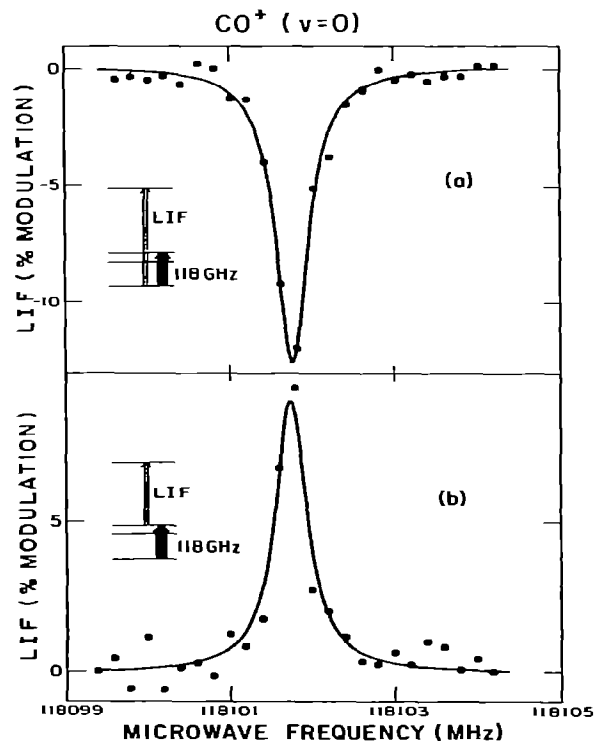 CO⁺ (v=0)
0
-5
-10
LIF (% MODULATION)
(a)
LIF
118GHz
5
0
LIF (% MODULATION)
(b)
LIF
118GHz
118099 118101 118103 118105
MICROWAVE FREQUENCY (MHz)